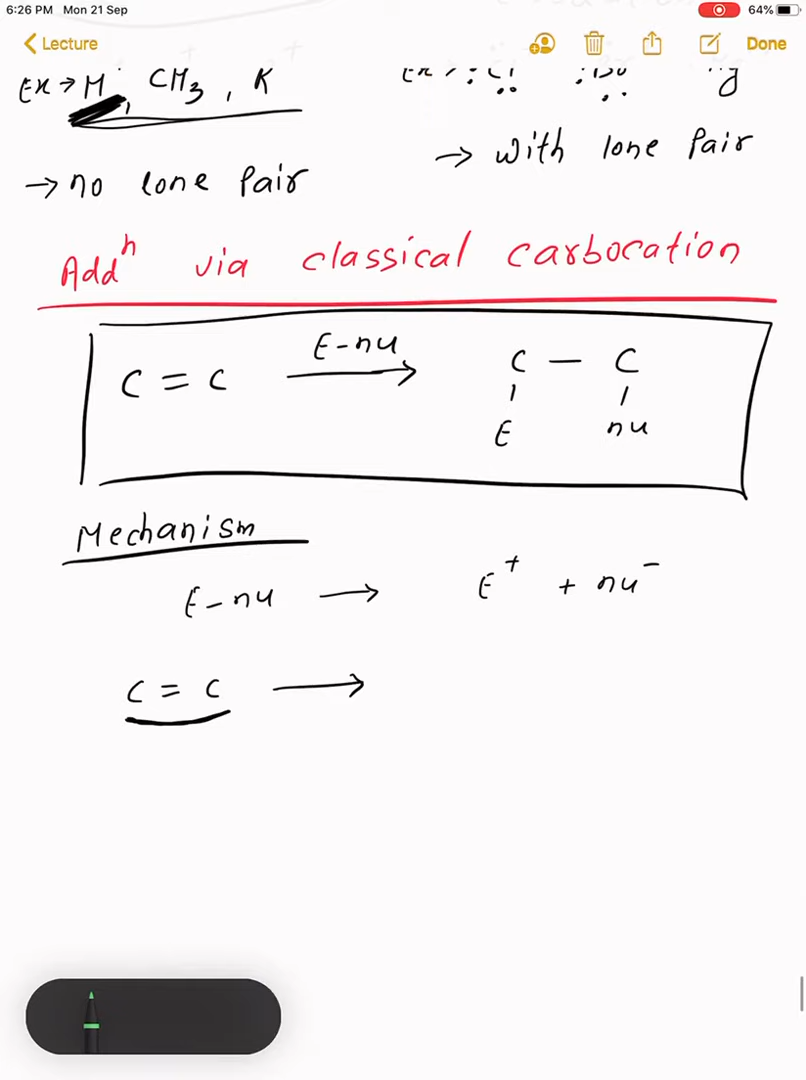 6:26 PM Mon 21 Sep 64%
Lecture Done
Ex → H, CH3, K
→ no lone pair
→ with lone pair
Addn via classical carbocation
C = C E-nu C — C
E nu
Mechanism
E-nu → E+ + nu-
C = C →